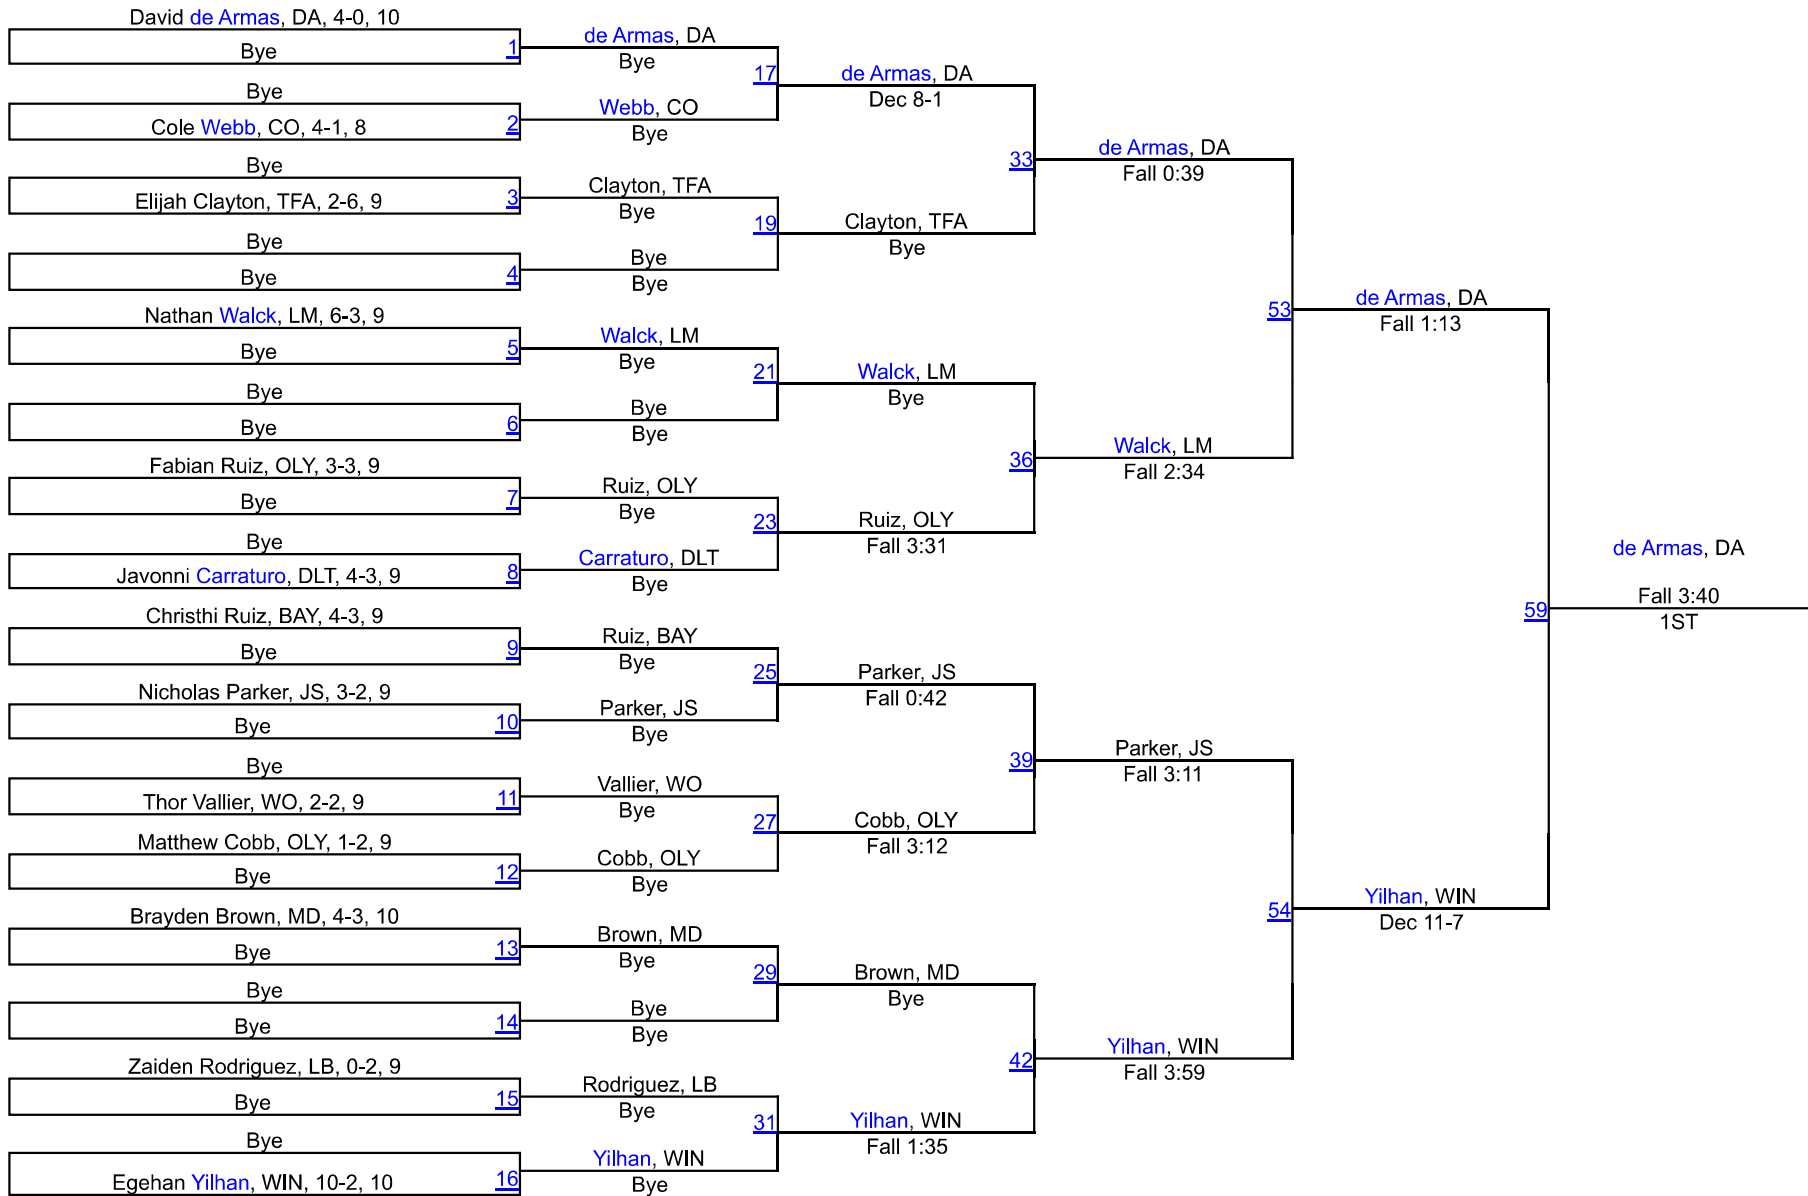 David de Armas, DA, 4-0, 10
Bye
1
Bye
Cole Webb, CO, 4-1, 8
2
Bye
Elijah Clayton, TFA, 2-6, 9
3
Bye
Bye
4
Nathan Walck, LM, 6-3, 9
Bye
5
Bye
Bye
6
Fabian Ruiz, OLY, 3-3, 9
Bye
7
Bye
Javonni Carraturo, DLT, 4-3, 9
8
Christhi Ruiz, BAY, 4-3, 9
Bye
9
Nicholas Parker, JS, 3-2, 9
Bye
10
Bye
Thor Vallier, WO, 2-2, 9
11
Matthew Cobb, OLY, 1-2, 9
Bye
12
Brayden Brown, MD, 4-3, 10
Bye
13
Bye
Bye
14
Zaiden Rodriguez, LB, 0-2, 9
Bye
15
Bye
Egehan Yilhan, WIN, 10-2, 10
16
de Armas, DA
Bye
17
Webb, CO
Bye
Clayton, TFA
Bye
19
Bye
Bye
Walck, LM
Bye
21
Bye
Bye
Ruiz, OLY
Bye
23
Carraturo, DLT
Bye
Ruiz, BAY
Bye
25
Parker, JS
Bye
Vallier, WO
Bye
27
Cobb, OLY
Bye
Brown, MD
Bye
29
Bye
Bye
Rodriguez, LB
Bye
31
Yilhan, WIN
Bye
de Armas, DA
Dec 8-1
33
Clayton, TFA
Bye
Walck, LM
Bye
36
Ruiz, OLY
Fall 3:31
Parker, JS
Fall 0:42
39
Cobb, OLY
Fall 3:12
Brown, MD
Bye
42
Yilhan, WIN
Fall 1:35
de Armas, DA
Fall 0:39
53
Walck, LM
Fall 2:34
Parker, JS
Fall 3:11
54
Yilhan, WIN
Fall 3:59
de Armas, DA
Fall 1:13
59
Yilhan, WIN
Dec 11-7
de Armas, DA
Fall 3:40
1ST